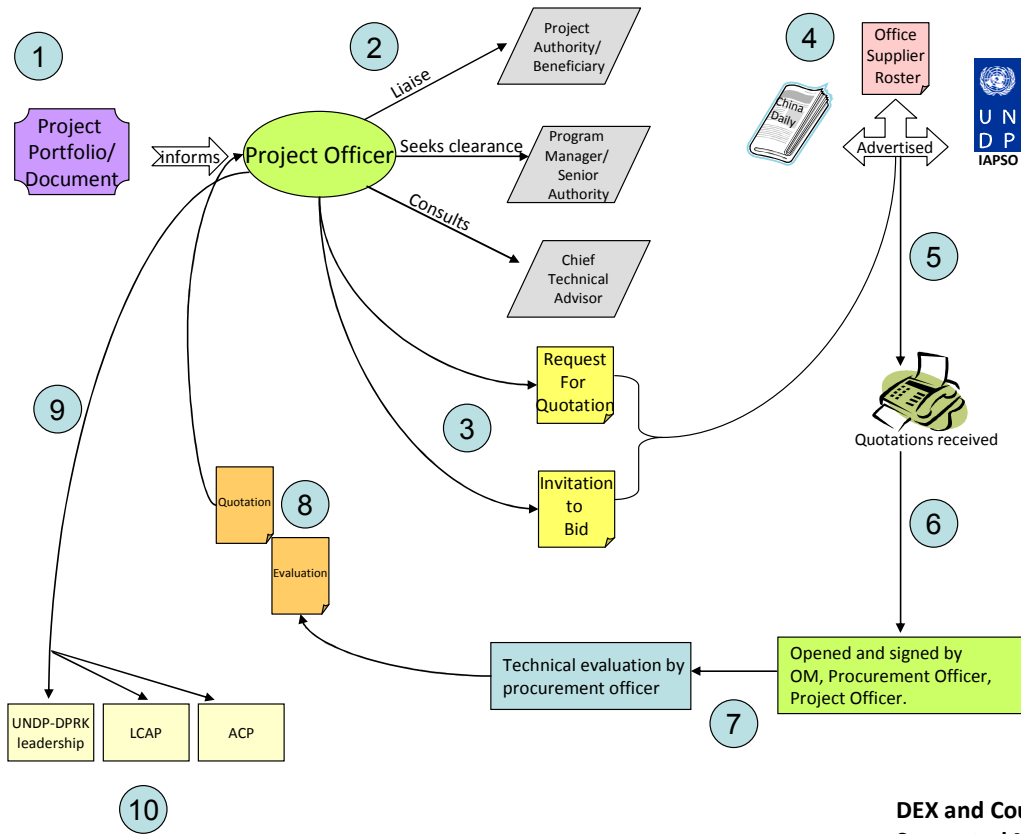 1
Project
Portfolio/
Document
informs
Project Officer
2
Liaise
Project
Authority/
Beneficiary
Seeks clearance
Program
Manager/
Senior
Authority
Consults
Chief
Technical
Advisor
3
Request
For
Quotation
Invitation
to
Bid
4
China
Daily
Office
Supplier
Roster
Advertised
U N
D P
IAPSO
5
Quotations received
6
Opened and signed by
OM, Procurement Officer,
Project Officer.
7
Technical evaluation by
procurement officer
8
Quotation
Evaluation
9
UNDP-DPRK
leadership
LCAP
ACP
10
DEX and